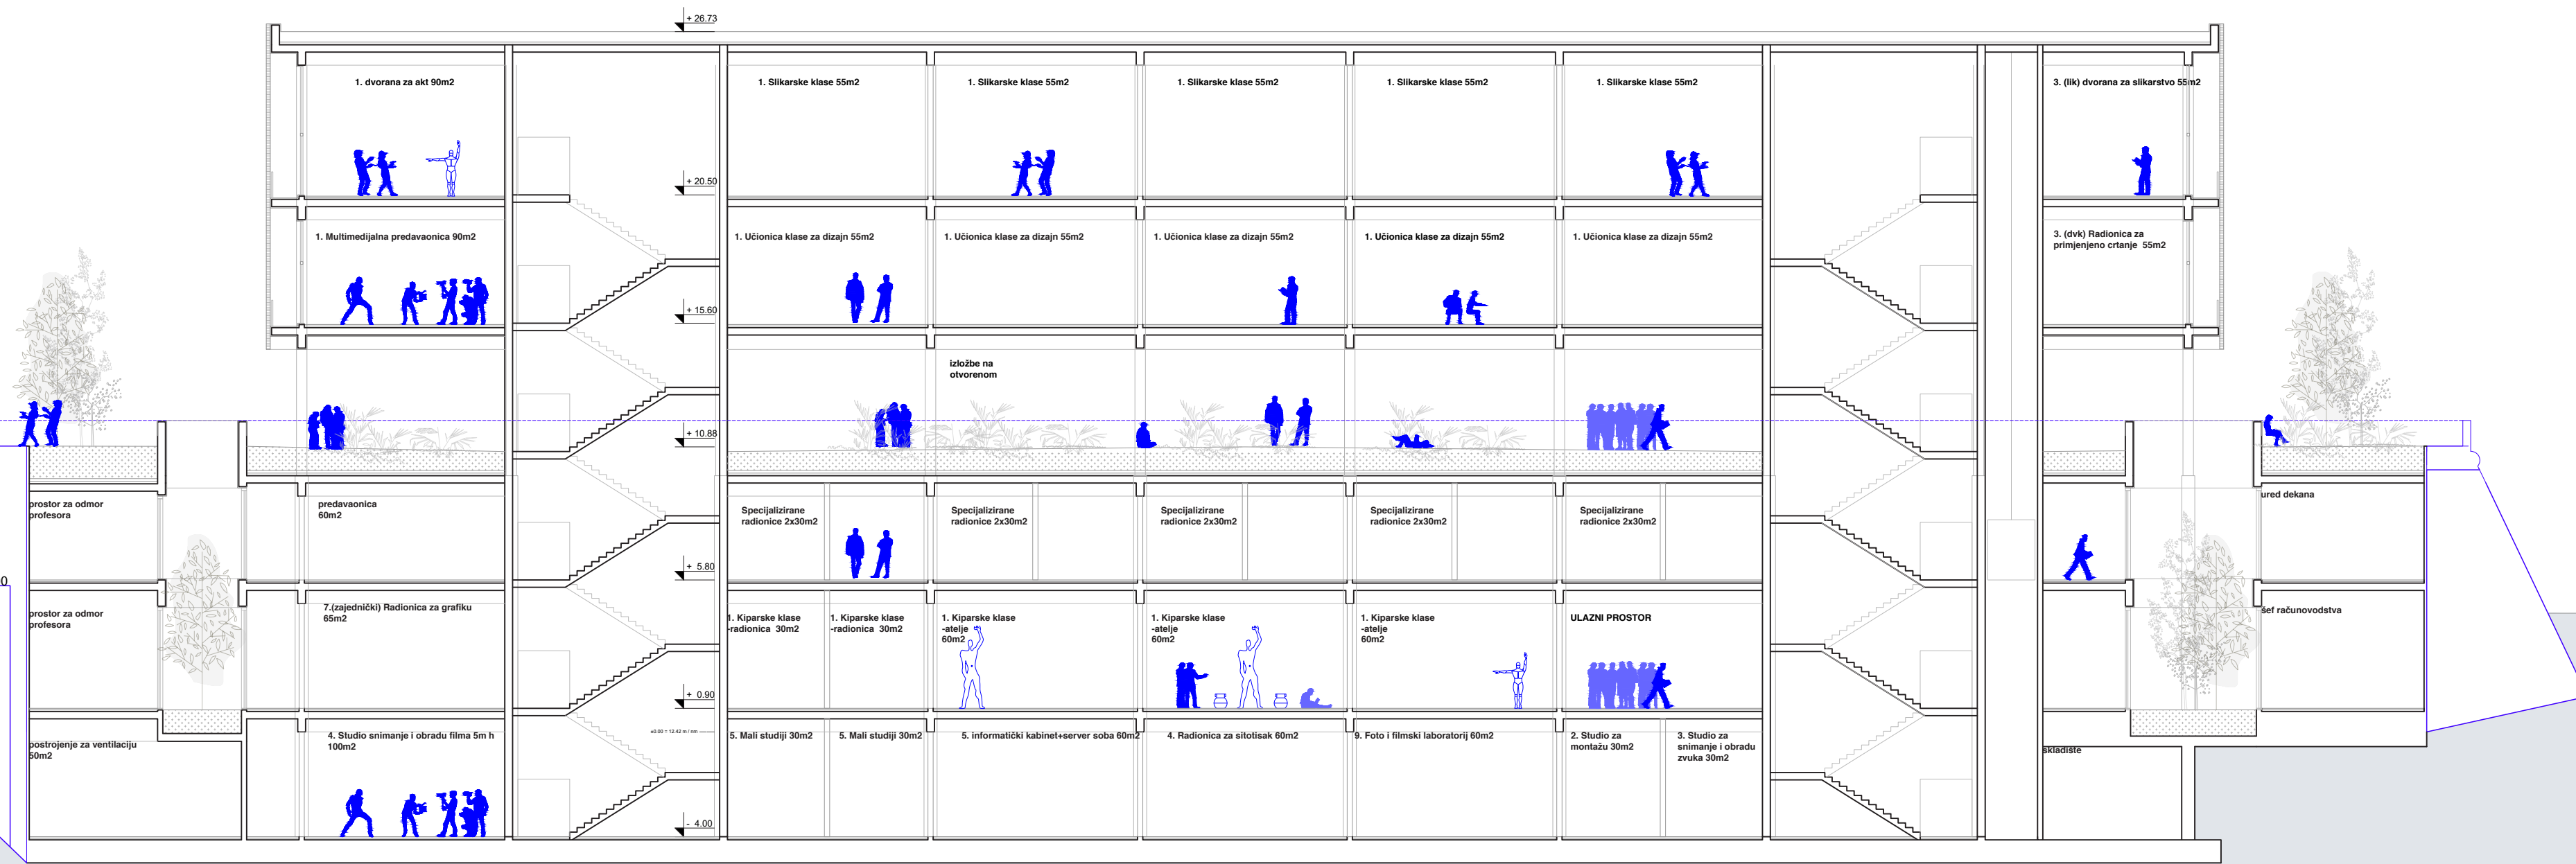 + 26.73
1. dvorana za akt 90m2
1. Slikarske klase 55m2
1. Slikarske klase 55m2
1. Slikarske klase 55m2
1. Slikarske klase 55m2
1. Slikarske klase 55m2
3. (lik) dvorana za slikarstvo 55m2
+ 20.50
1. Multimedijalna predavaonica 90m2
1. Učionica klase za dizajn 55m2
1. Učionica klase za dizajn 55m2
1. Učionica klase za dizajn 55m2
1. Učionica klase za dizajn 55m2
1. Učionica klase za dizajn 55m2
3. (dvk) Radionica za
primjenjeno crtanje 55m2
+ 15.60
izložbe na
otvorenom
+ 10.88
prostor za odmor
profesora
predavaonica
60m2
Specijalizirane
radionice 2x30m2
Specijalizirane
radionice 2x30m2
Specijalizirane
radionice 2x30m2
Specijalizirane
radionice 2x30m2
Specijalizirane
radionice 2x30m2
ured dekana
+ 5.80
0
prostor za odmor
profesora
7.(zajednički) Radionica za grafiku
65m2
1. Kiparske klase
-radionica 30m2
1. Kiparske klase
-radionica 30m2
1. Kiparske klase
-atelje
60m2
1. Kiparske klase
-atelje
60m2
1. Kiparske klase
-atelje
60m2
ULAZNI PROSTOR
šef računovodstva
+ 0.90
±0.00 = 12.42 m / nm
postrojenje za ventilaciju
50m2
4. Studio snimanje i obradu filma 5m h
100m2
5. Mali studiji 30m2
5. Mali studiji 30m2
5. informatički kabinet+server soba 60m2
4. Radionica za sitotisak 60m2
9. Foto i filmski laboratorij 60m2
2. Studio za
montažu 30m2
3. Studio za
snimanje i obradu
zvuka 30m2
skladište
- 4.00